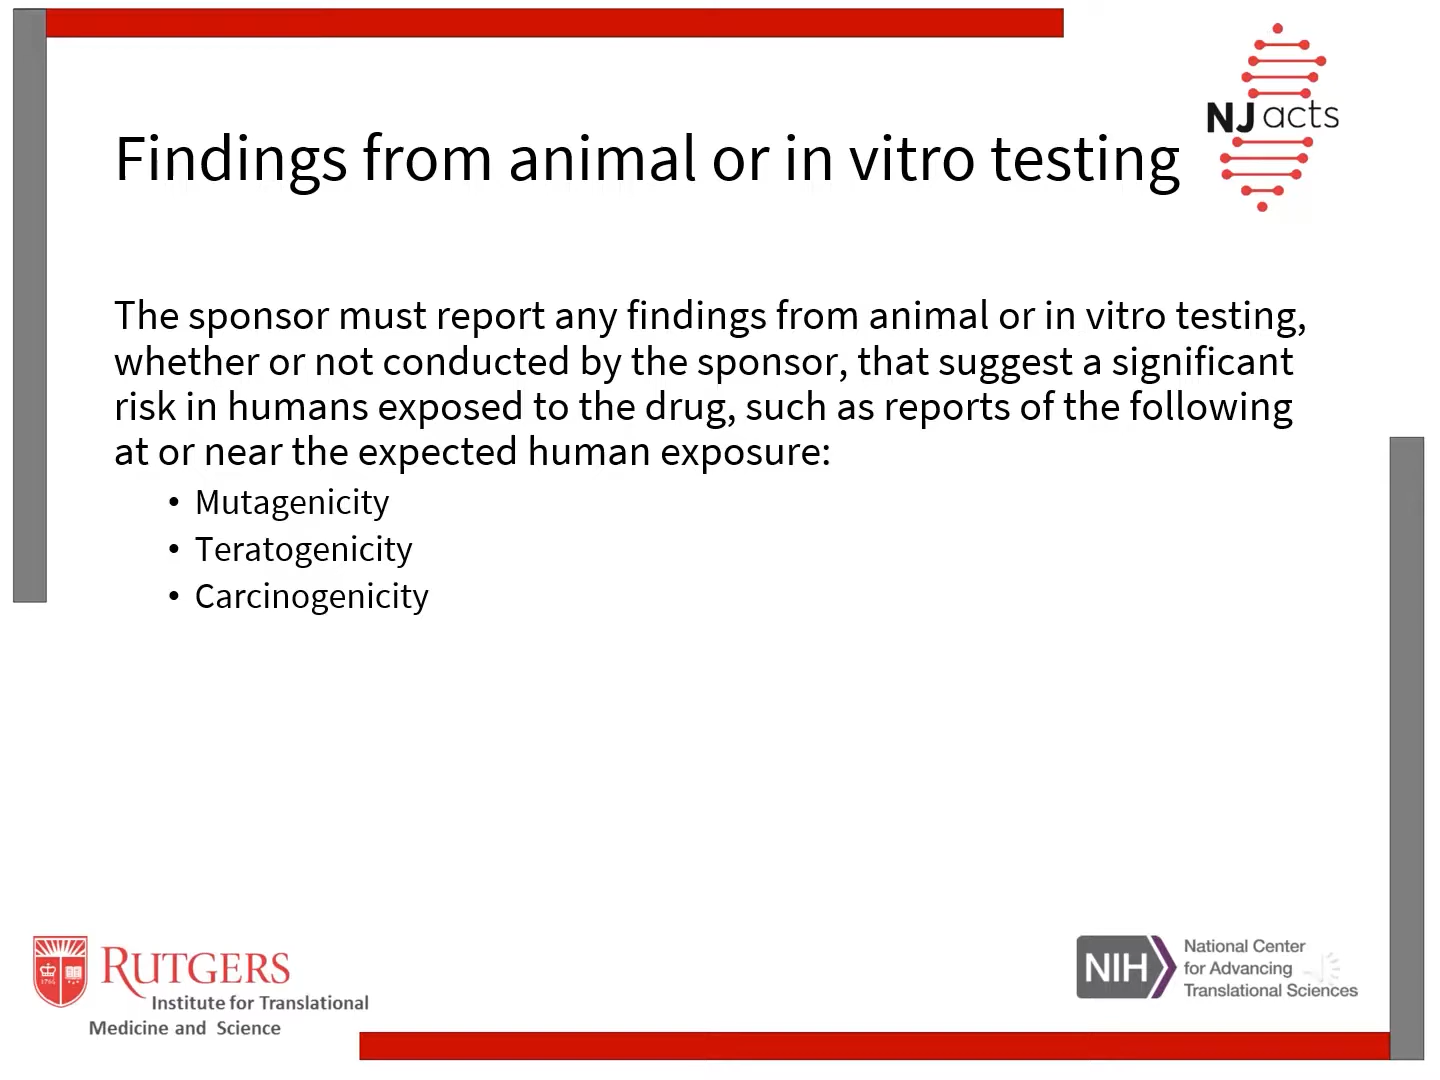 NJ acts
Findings from animal or in vitro testing
The sponsor must report any findings from animal or in vitro testing,
whether or not conducted by the sponsor, that suggest a significant
risk in humans exposed to the drug, such as reports of the following
at or near the expected human exposure:
• Mutagenicity
• Teratogenicity
• Carcinogenicity
1766
RUTGERS
Institute for Translational
Medicine and Science
NIH
National Center
for Advancing
Translational Sciences